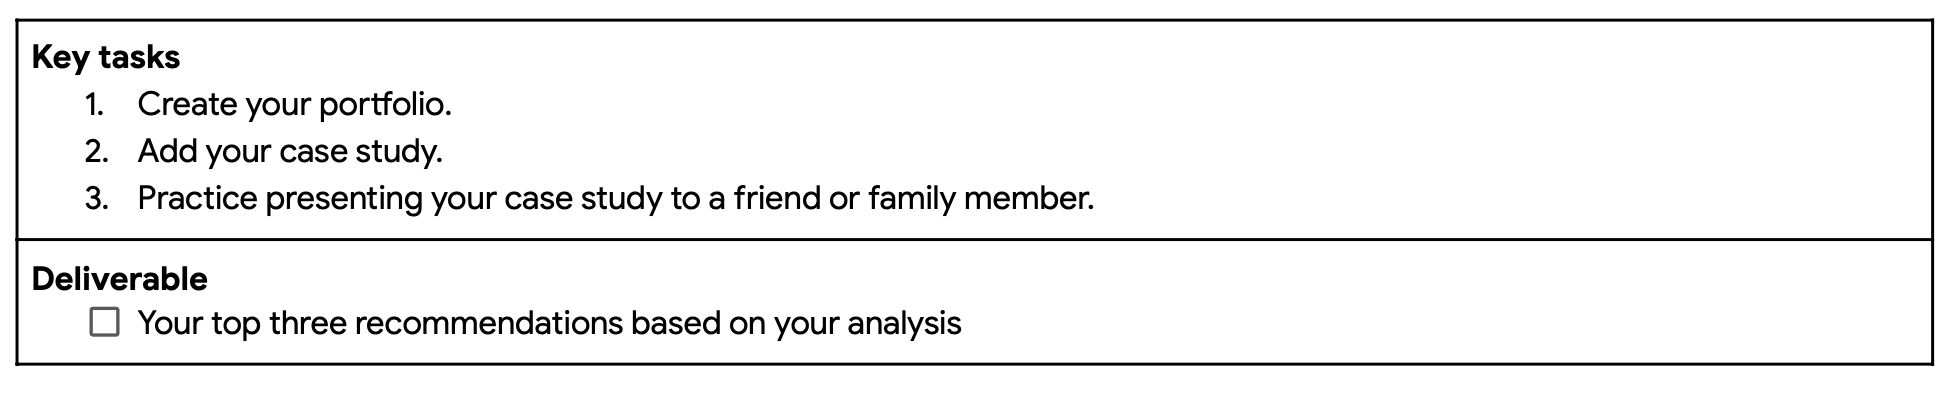 Key tasks
1. Create your portfolio.
2. Add your case study.
3. Practice presenting your case study to a friend or family member.
Deliverable
Your top three recommendations based on your analysis